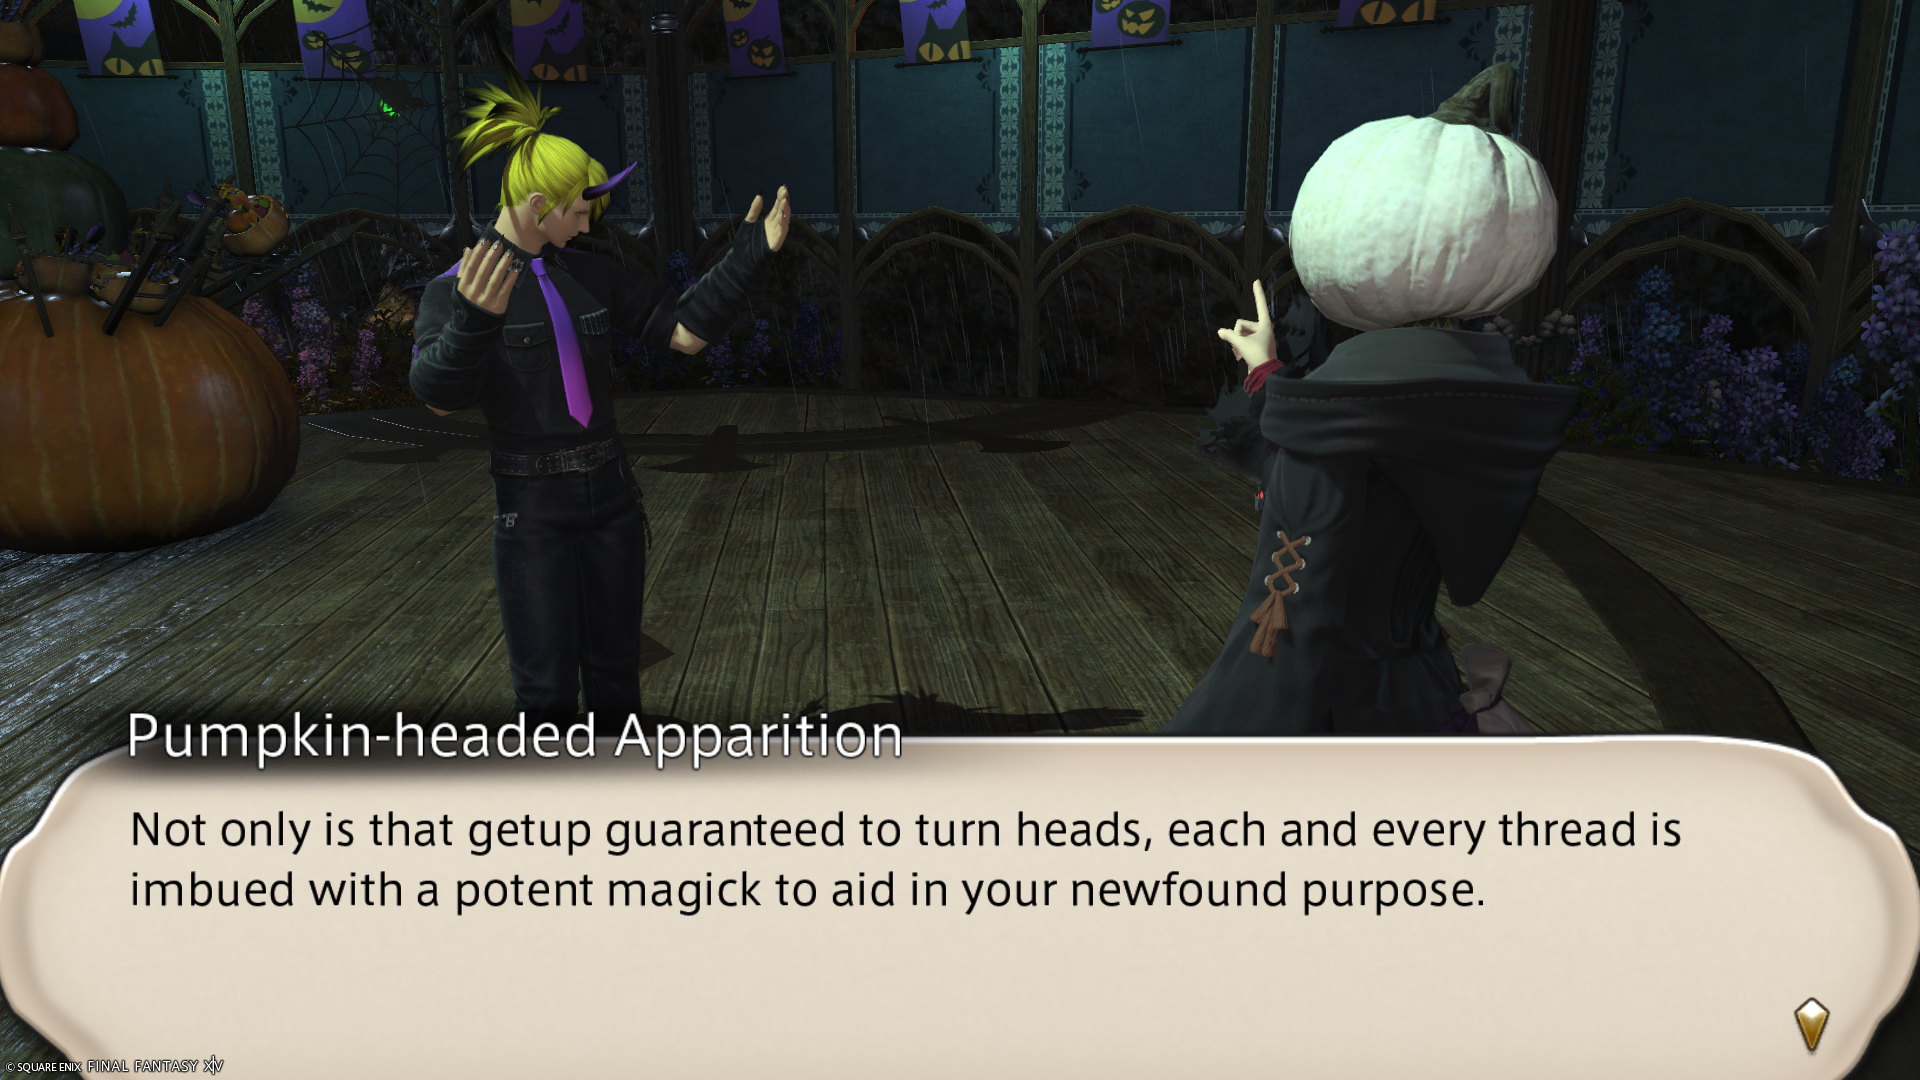 Pumpkin-headed Apparition
Not only is that getup guaranteed to turn heads, each and every thread is
imbued with a potent magick to aid in your newfound purpose.
© SQUARE ENIX FINAL FANTASY XIV